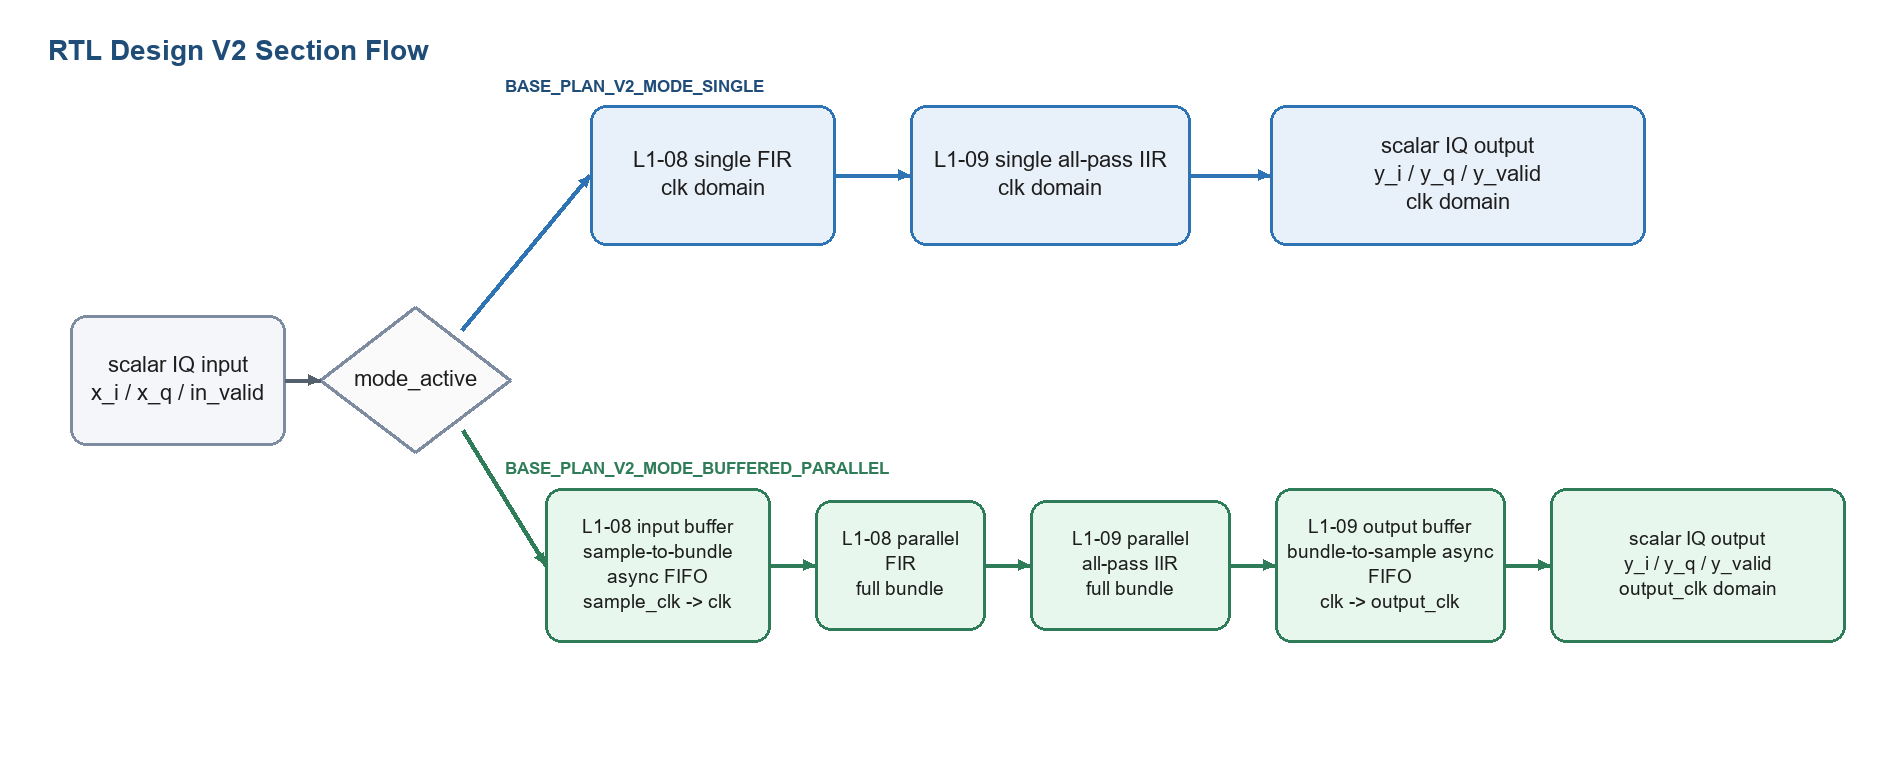 RTL Design V2 Section Flow
BASE_PLAN_V2_MODE_SINGLE
L1-08 single FIR
clk domain
L1-09 single all-pass IIR
clk domain
scalar IQ output
y_i / y_q / y_valid
clk domain
scalar IQ input
x_i / x_q / in_valid
mode_active
BASE_PLAN_V2_MODE_BUFFERED_PARALLEL
L1-08 input buffer
sample-to-bundle
async FIFO
sample_clk -> clk
L1-08 parallel
FIR
full bundle
L1-09 parallel
all-pass IIR
full bundle
L1-09 output buffer
bundle-to-sample async
FIFO
clk -> output_clk
scalar IQ output
y_i / y_q / y_valid
output_clk domain